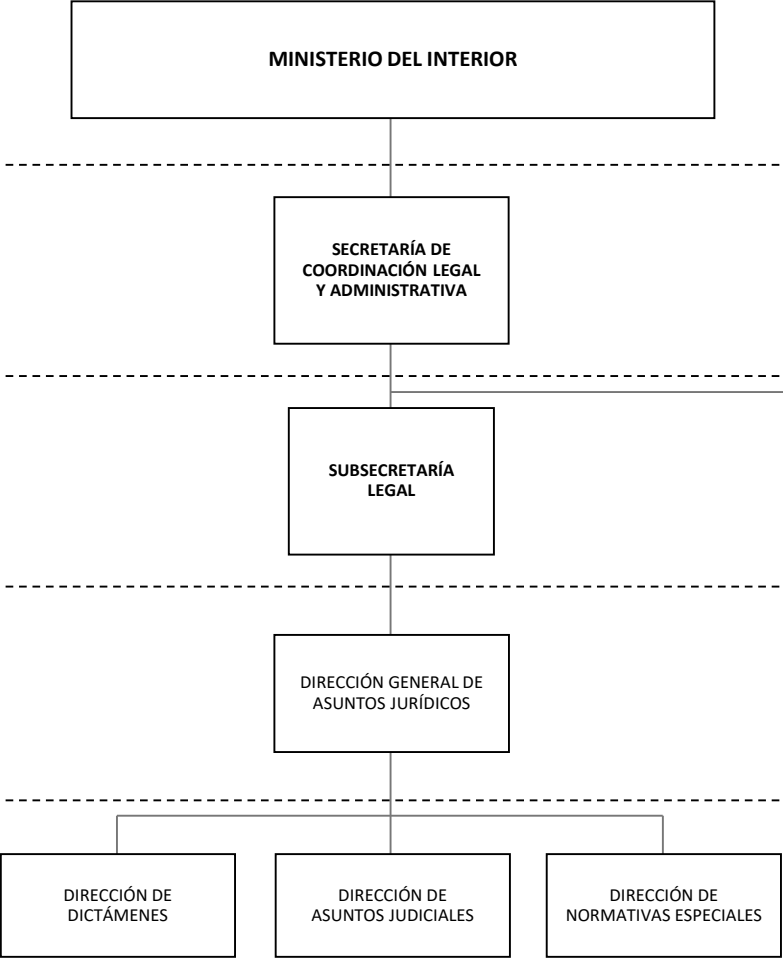 MINISTERIO DEL INTERIOR
SECRETARÍA DE
COORDINACIÓN LEGAL
Y ADMINISTRATIVA
SUBSECRETARÍA
LEGAL
DIRECCIÓN GENERAL DE
ASUNTOS JURÍDICOS
DIRECCIÓN DE
DICTÁMENES
DIRECCIÓN DE
ASUNTOS JUDICIALES
DIRECCIÓN DE
NORMATIVAS ESPECIALES